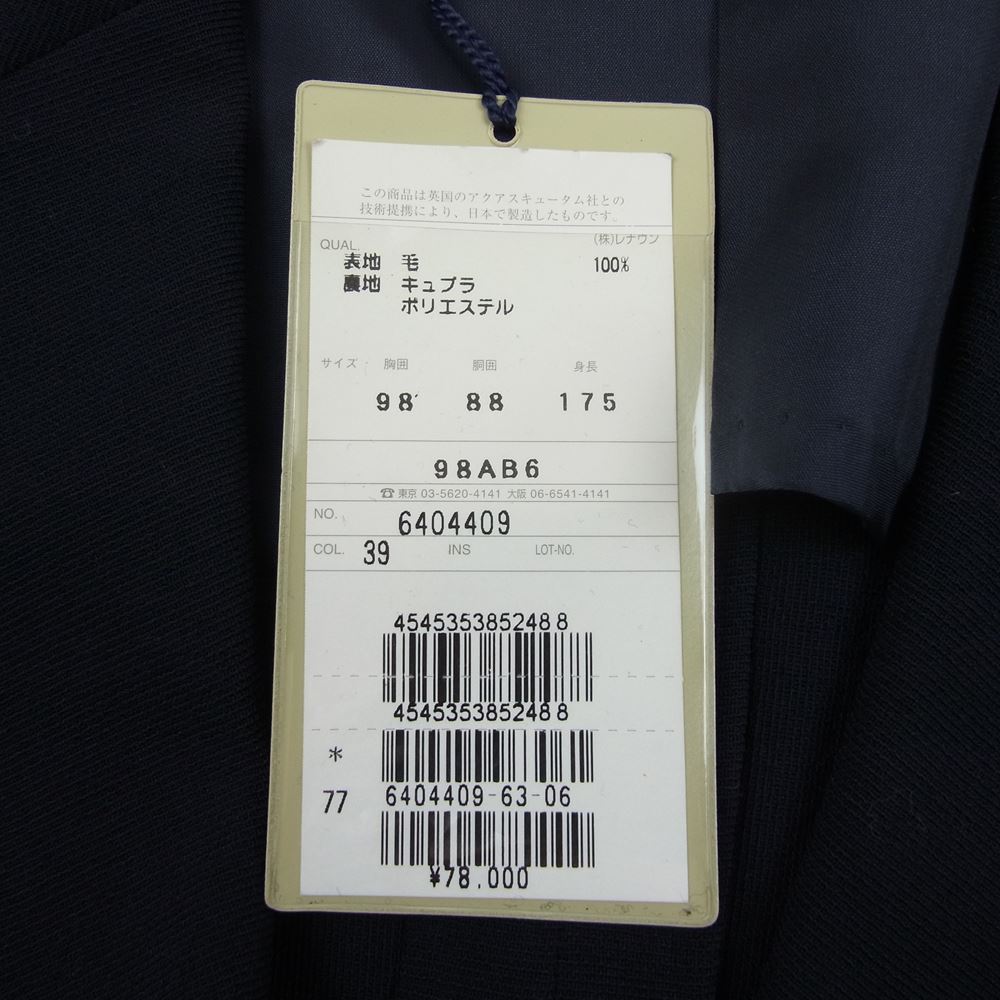 この商品は英国のアクアスキュータム社との
技術提携により、日本で製造したものです。
(株)レナウン
QUAL.
表地 毛 100%
裏地 キュプラ
ポリエステル
サイズ 胸囲 胴囲 身長
98 88 175
98AB6
☎東京 03-5620-4141 大阪 06-6541-4141
NO. 6404409
COL. 39 INS LOT-NO.
4545353852488
4545353852488
*
77 6404409-63-06
¥78.000